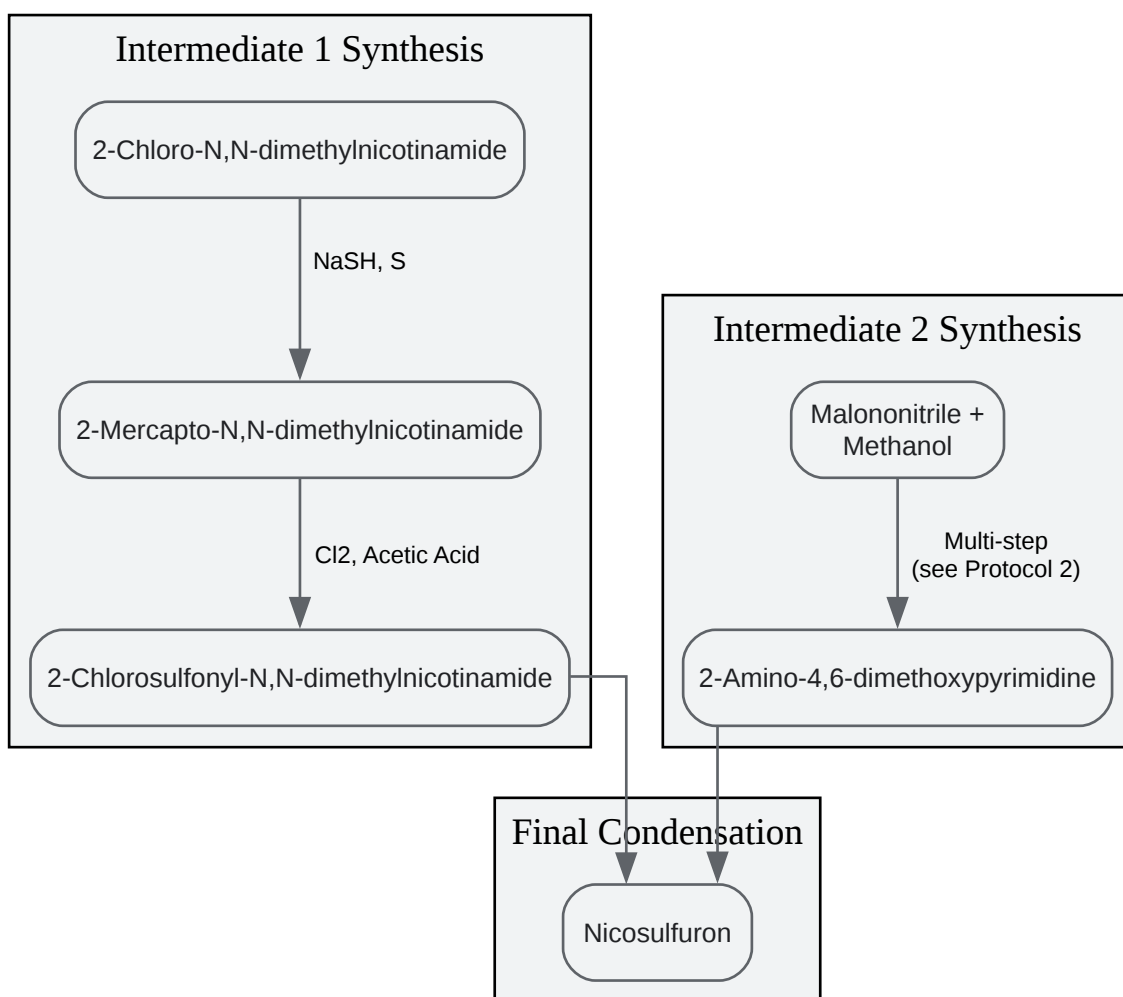 Intermediate 1 Synthesis
2-Chloro-N,N-dimethylnicotinamide
NaSH, S
2-Mercapto-N,N-dimethylnicotinamide
Cl2, Acetic Acid
2-Chlorosulfonyl-N,N-dimethylnicotinamide
Intermediate 2 Synthesis
Malononitrile +
Methanol
Multi-step
(see Protocol 2)
2-Amino-4,6-dimethoxypyrimidine
Final Condensation
Nicosulfuron